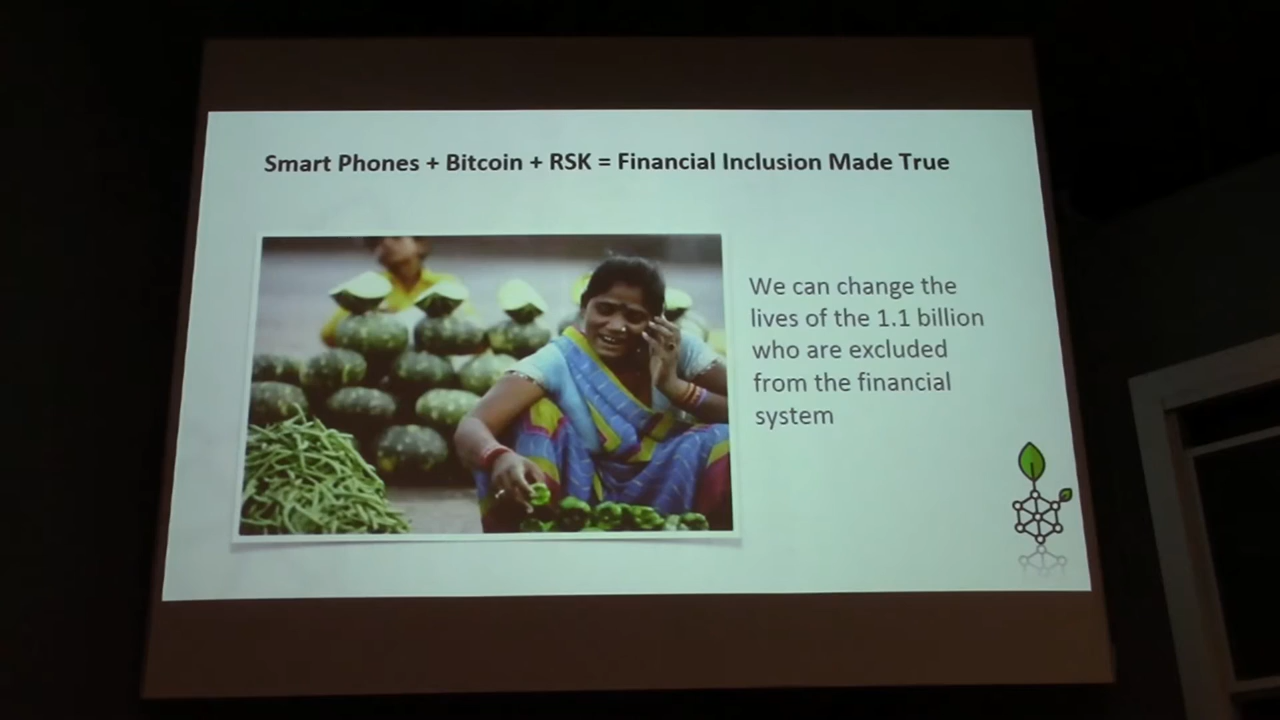 Smart Phones + Bitcoin + RSK = Financial Inclusion Made True
We can change the
lives of the 1.1 billion
who are excluded
from the financial
system